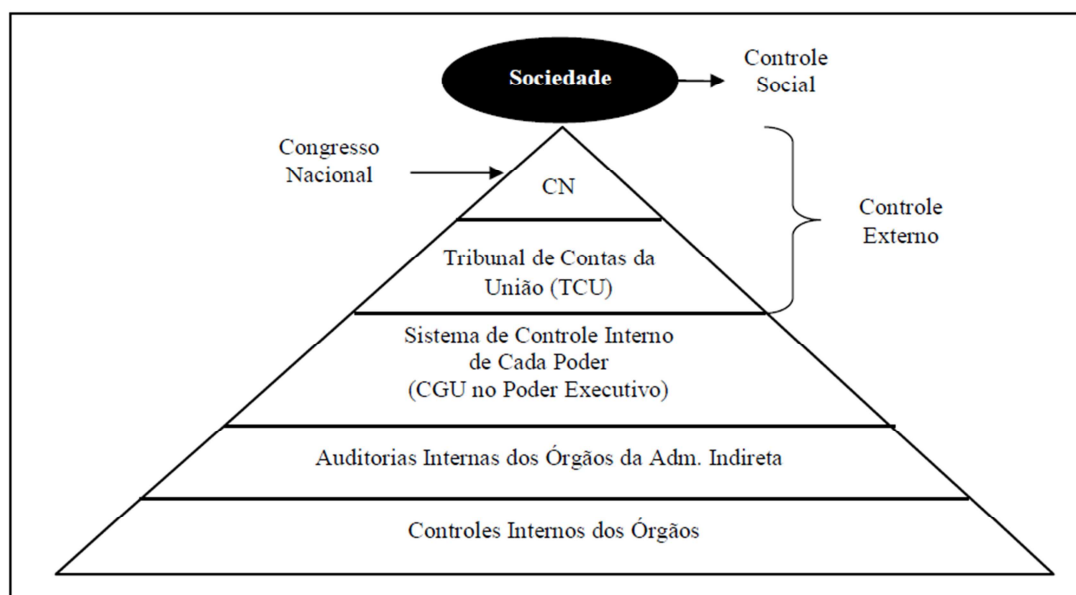 Sociedade
Controle
Social
Congresso
Nacional
CN
Controle
Externo
Tribunal de Contas da
União (TCU)
Sistema de Controle Interno
de Cada Poder
(CGU no Poder Executivo)
Auditorias Internas dos Órgãos da Adm. Indireta
Controles Internos dos Órgãos